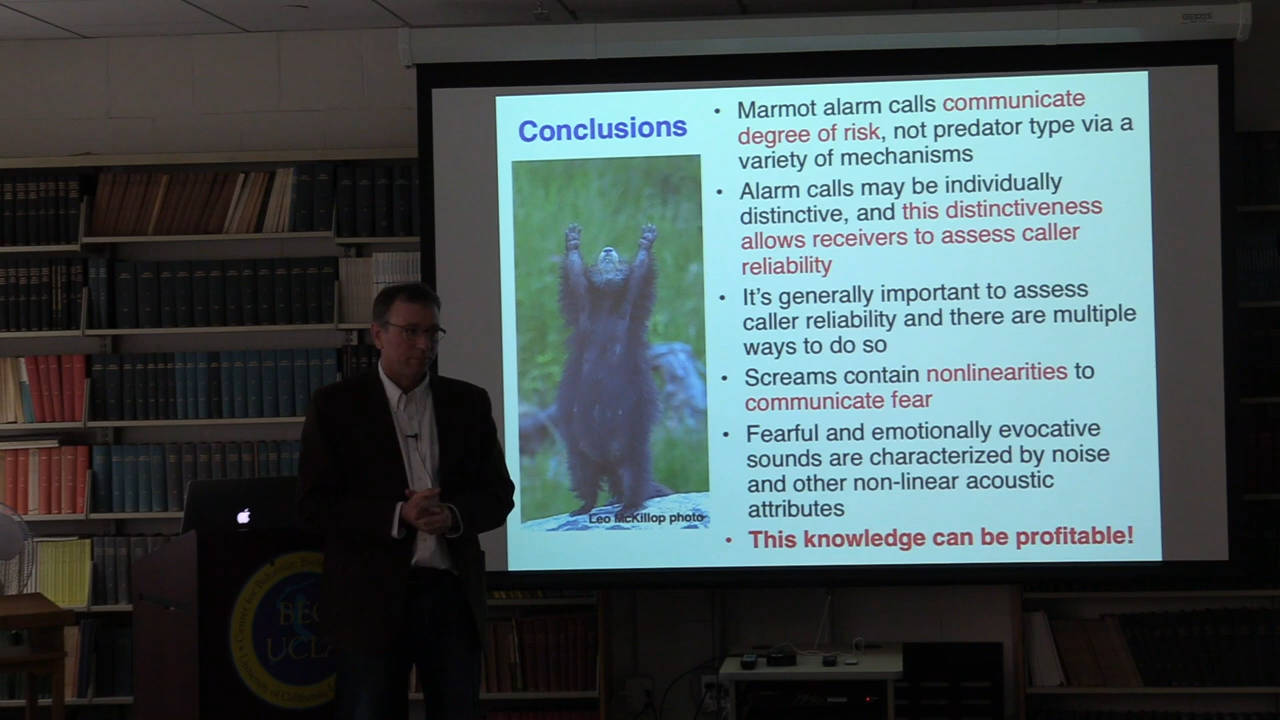 Conclusions
• Marmot alarm calls communicate
degree of risk, not predator type via a
variety of mechanisms
• Alarm calls may be individually
distinctive, and this distinctiveness
allows receivers to assess caller
reliability
• It's generally important to assess
caller reliability and there are multiple
ways to do so
• Screams contain nonlinearities to
communicate fear
• Fearful and emotionally evocative
sounds are characterized by noise
and other non-linear acoustic
attributes
• This knowledge can be profitable!
Leo McKillop photo
BEC
UCLA